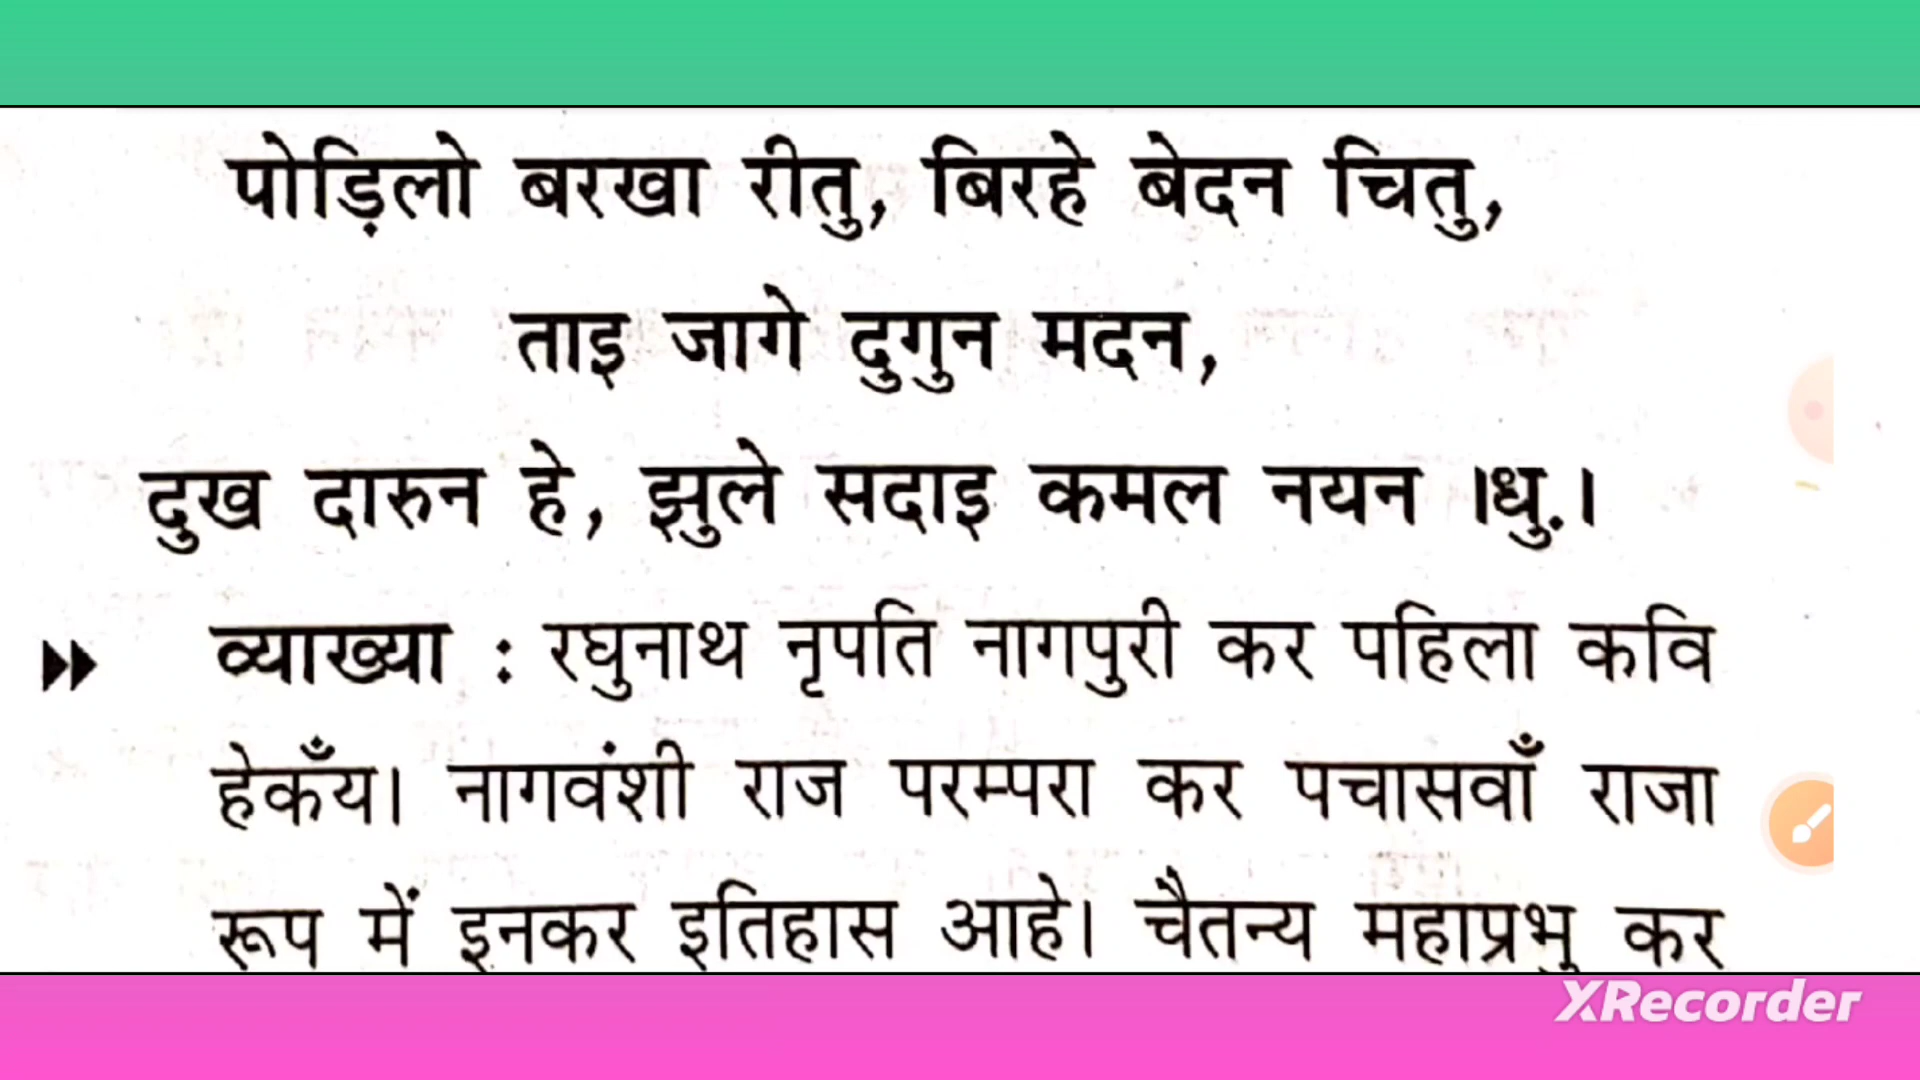 पोड़िलो बरखा रीतु, बिरहे बेदन चितु,
ताइ जागे दुगुन मदन,
दुख दारुन हे, झुले सदाइ कमल नयन ।धु.।
व्याख्या : रघुनाथ नृपति नागपुरी कर पहिला कवि
हेकँय। नागवंशी राज परम्परा कर पचासवाँ राजा
रूप में इनकर इतिहास आहे। चैतन्य महाप्रभु कर
XRecorder